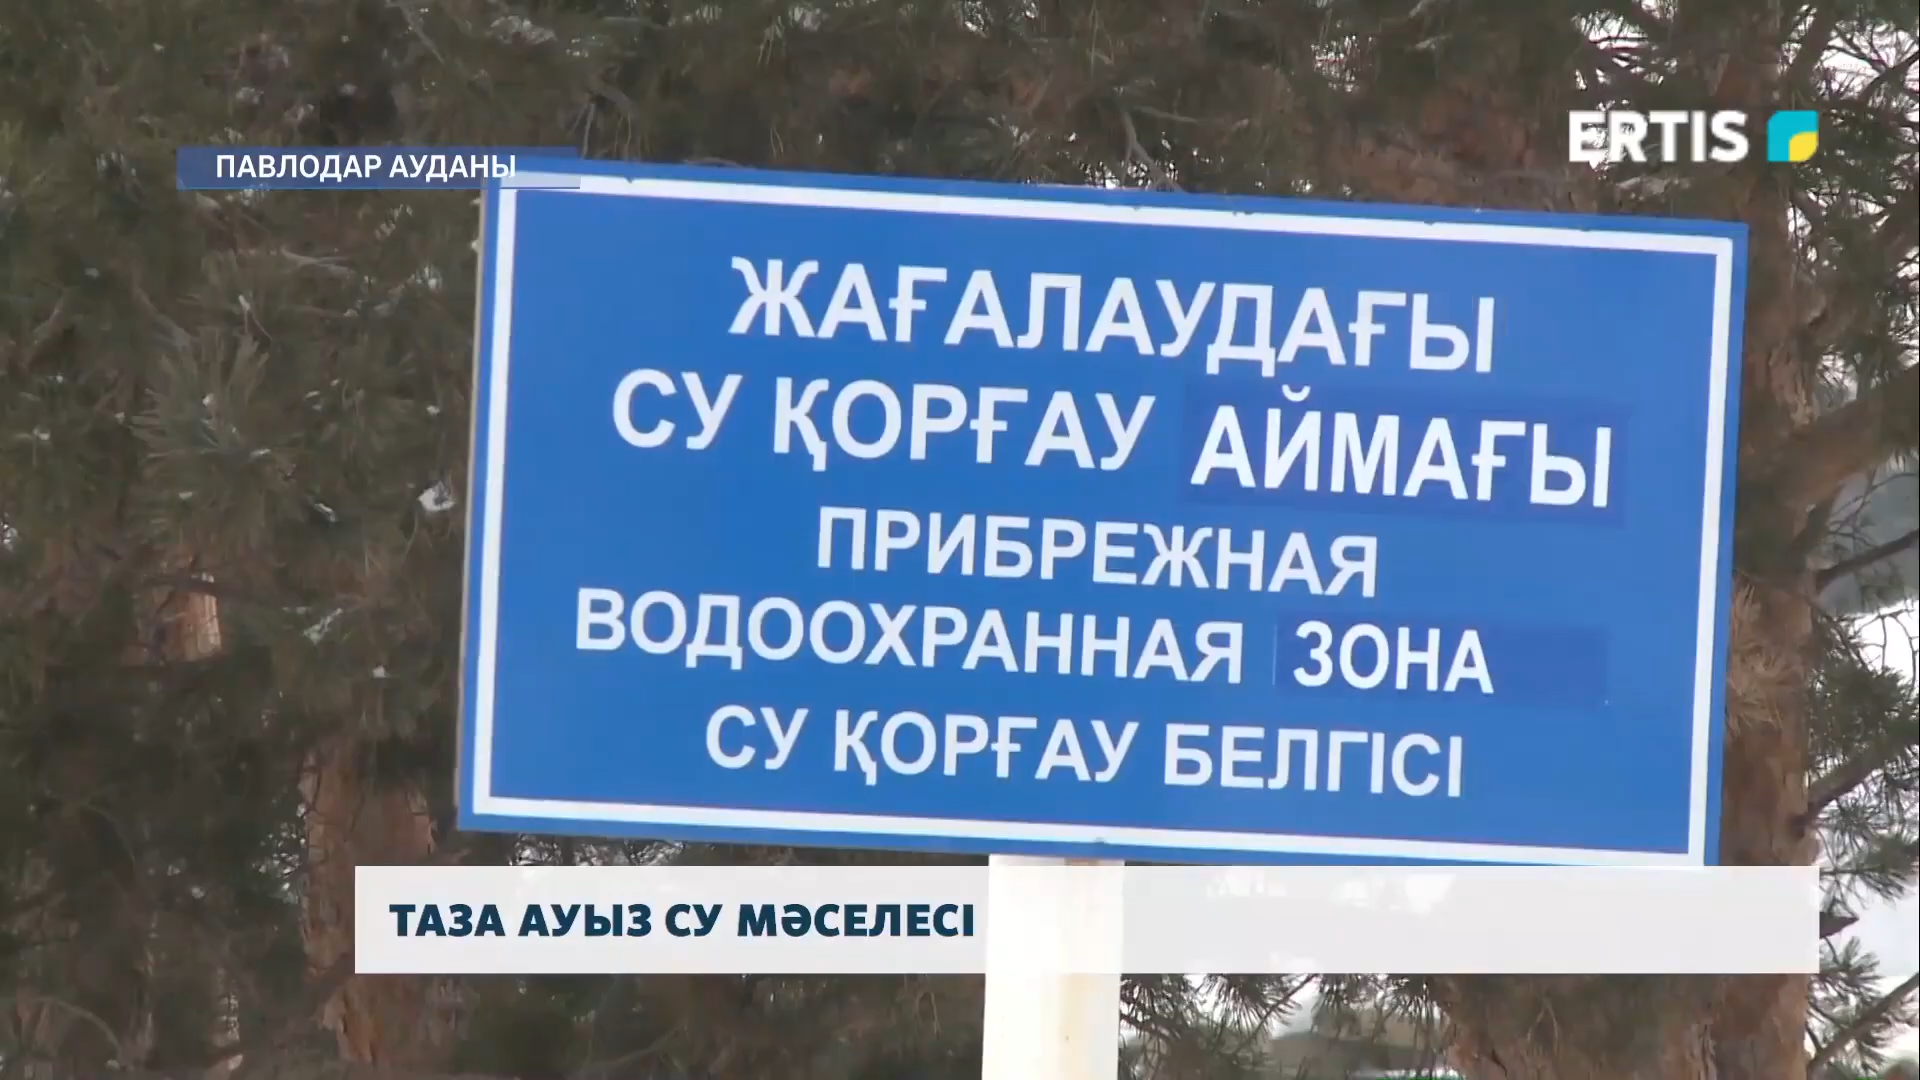 ERTIS
ПАВЛОДАР АУДАНЫ
ЖАҒАЛАУДАҒЫ
СУ ҚОРҒАУ АЙМАҒЫ
ПРИБРЕЖНАЯ
ВОДООХРАННАЯ ЗОНА
СУ ҚОРҒАУ БЕЛГІСІ
ТАЗА АУЫЗ СУ МӘСЕЛЕСІ